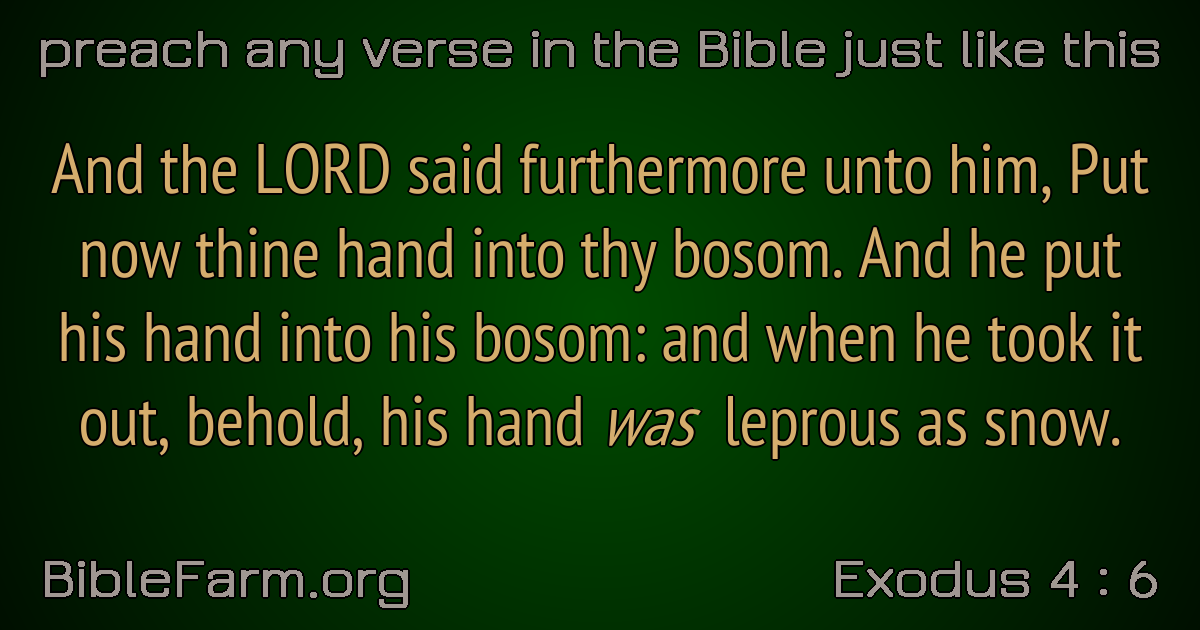 preach any verse in the Bible just like this
And the LORD said furthermore unto him, Put
now thine hand into thy bosom. And he put
his hand into his bosom: and when he took it
out, behold, his hand was leprous as snow.
BibleFarm.org
Exodus 4 : 6